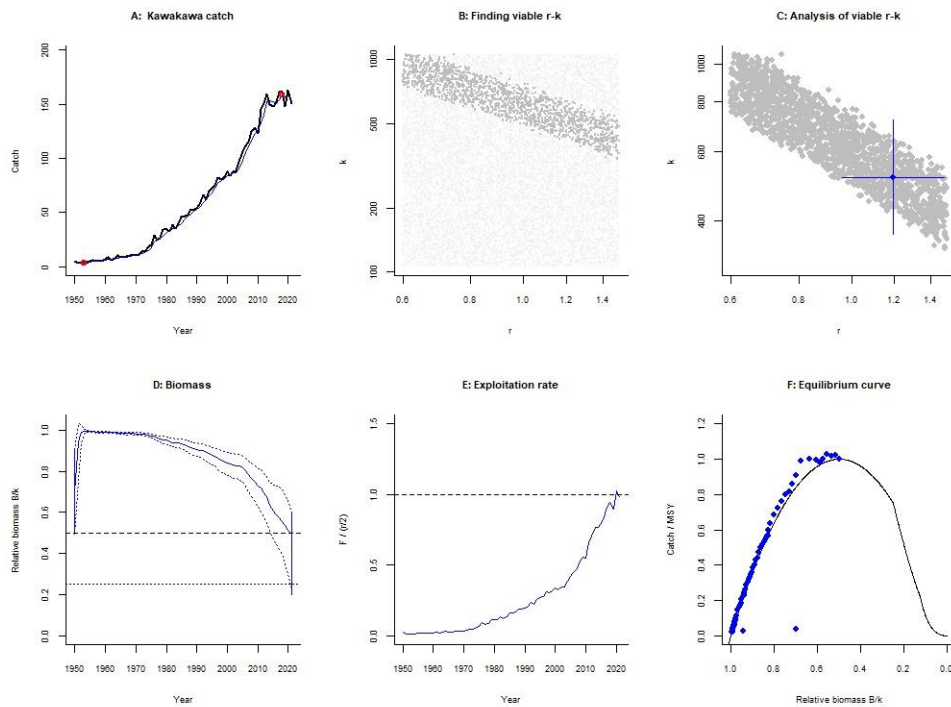 A: Kawakawa catch
B: Finding viable r-k
C: Analysis of viable r-k
Catch
0
50
100
150
200
1950 1960 1970 1980 1990 2000 2010 2020
Year
k
100
200
500
1000
0.6 0.8 1.0 1.2 1.4
r
k
400
600
800
1000
0.6 0.8 1.0 1.2 1.4
r
D: Biomass
E: Exploitation rate
F: Equilibrium curve
Relative biomass B/k
0.0
0.2
0.4
0.6
0.8
1.0
1950 1960 1970 1980 1990 2000 2010 2020
Year
F / (r/2)
0.0
0.5
1.0
1.5
1950 1960 1970 1980 1990 2000 2010 2020
Year
Catch / MSY
0.0
0.2
0.4
0.6
0.8
1.0
1.2
1.0 0.8 0.6 0.4 0.2 0.0
Relative biomass B/k